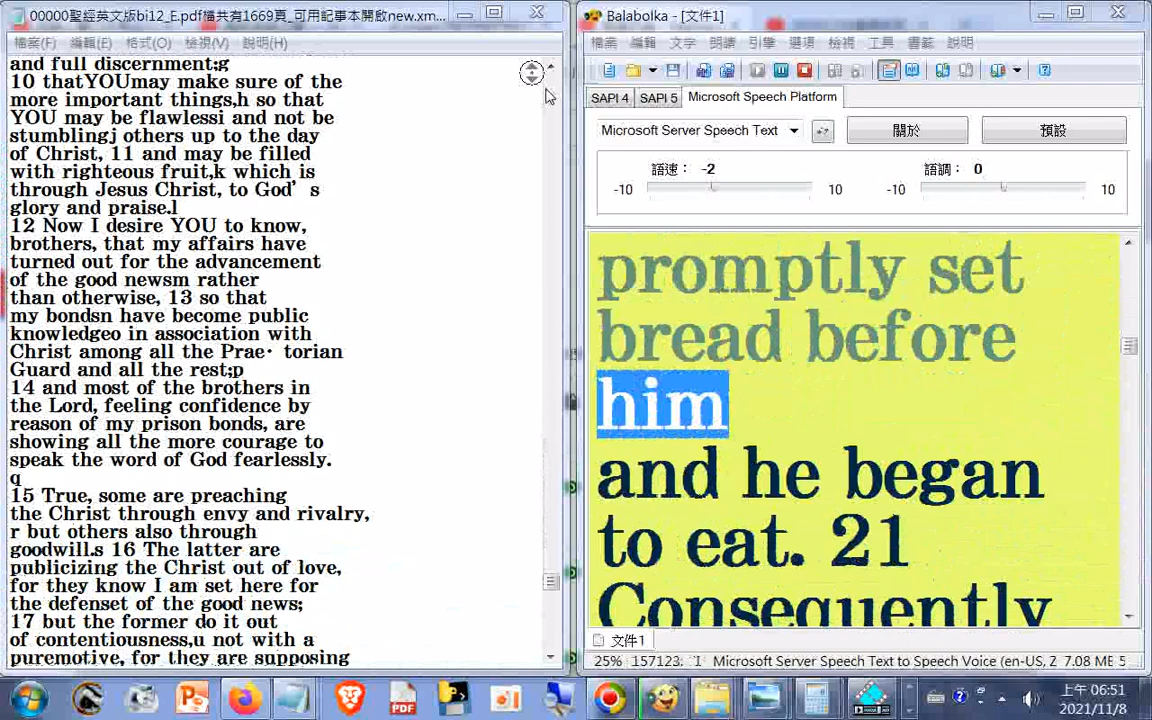 00000聖經英文版bi12_E.pdf檔共有1669頁_可用記事本開啟new.xm...
檔案(F) 編輯(E) 格式(O) 檢視(V) 說明(H)
and full discernment;g
10 thatYOUmay make sure of the
more important things,h so that
YOU may be flawlessi and not be
stumblingj others up to the day
of Christ, 11 and may be filled
with righteous fruit,k which is
through Jesus Christ, to God’s
glory and praise.l
12 Now I desire YOU to know,
brothers, that my affairs have
turned out for the advancement
of the good newsm rather
than otherwise, 13 so that
my bondsn have become public
knowledgeo in association with
Christ among all the Prae·torian
Guard and all the rest;p
14 and most of the brothers in
the Lord, feeling confidence by
reason of my prison bonds, are
showing all the more courage to
speak the word of God fearlessly.
q
15 True, some are preaching
the Christ through envy and rivalry,
r but others also through
goodwill.s 16 The latter are
publicizing the Christ out of love,
for they know I am set here for
the defenset of the good news;
17 but the former do it out
of contentiousness,u not with a
puremotive, for they are supposing
Balabolka - [文件1]
檔案 編輯 文字 朗讀 引擎 選項 檢視 工具 書籤 說明
SAPI 4 SAPI 5 Microsoft Speech Platform
Microsoft Server Speech Text 關於 預設
語速： -2 語調： 0
-10 10 -10 10
promptly set
bread before
him
and he began
to eat. 21
Consequently
文件1
25% 157123. Microsoft Server Speech Text to Speech Voice (en-US, 2 7.08 MB
PDF
上午 06:51
2021/11/8